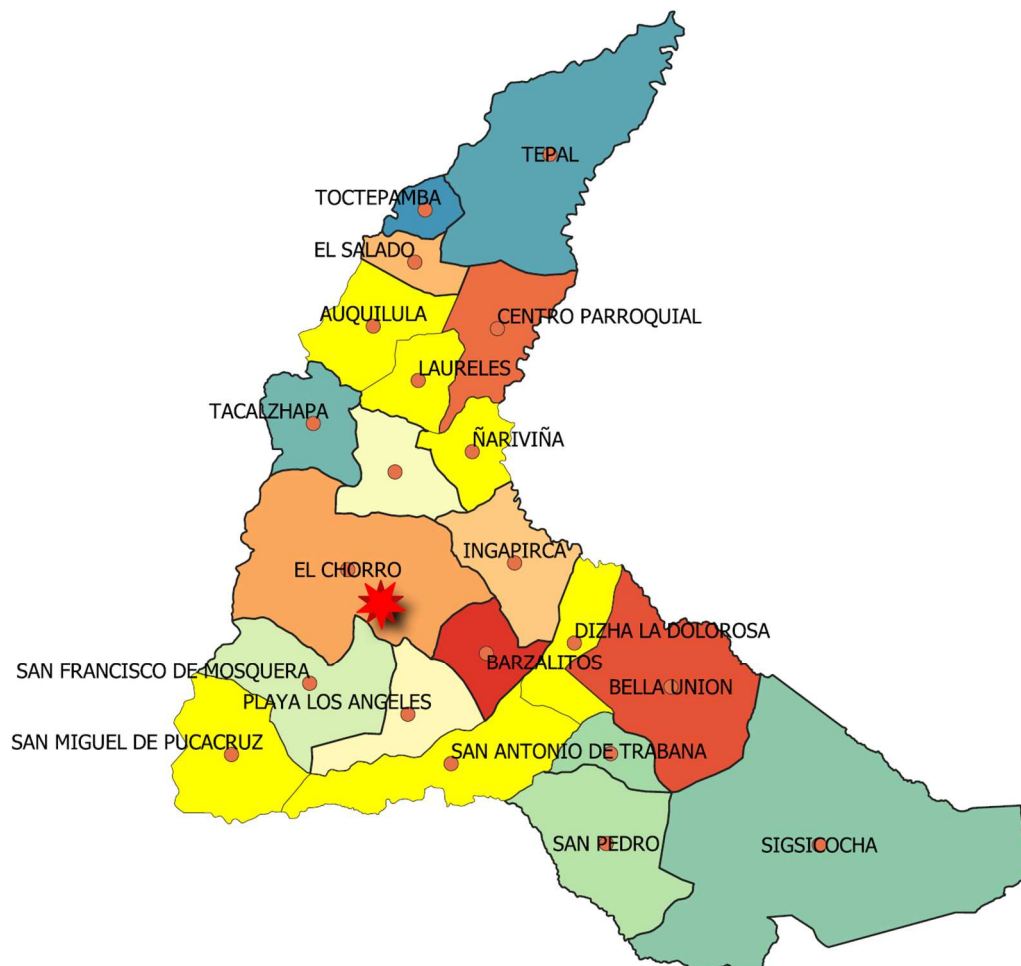 TEPAL
TOCTEPAMBA
EL SALADO
AUQUILULA
CENTRO PARROQUIAL
LAURELES
TACALZHAPA
ÑARIVIÑA
INGAPIRCA
EL CHORRO
DIZHA LA DOLOROSA
BARZALITOS
SAN FRANCISCO DE MOSQUERA
BELLA UNION
PLAYA LOS ANGELES
SAN MIGUEL DE PUCACRUZ
SAN ANTONIO DE TRABANA
SAN PEDRO
SIGSICOCHA